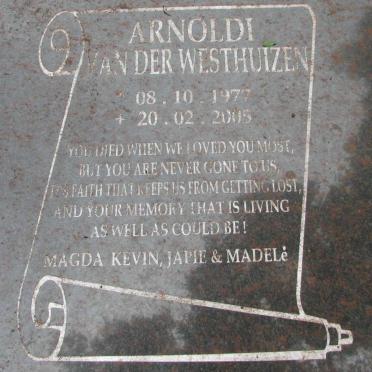 ARNOLDI
VAN DER WESTHUIZEN
* 08 . 10 . 1977
+ 20 . 02 . 2005
YOU DIED WHEN WE LOVED YOU MOST,
BUT YOU ARE NEVER GONE TO US,
IT'S FAITH THAT KEEPS US FROM GETTING LOST,
AND YOUR MEMORY THAT IS LIVING
AS WELL AS COULD BE !
MAGDA KEVIN, JAPIE & MADELė